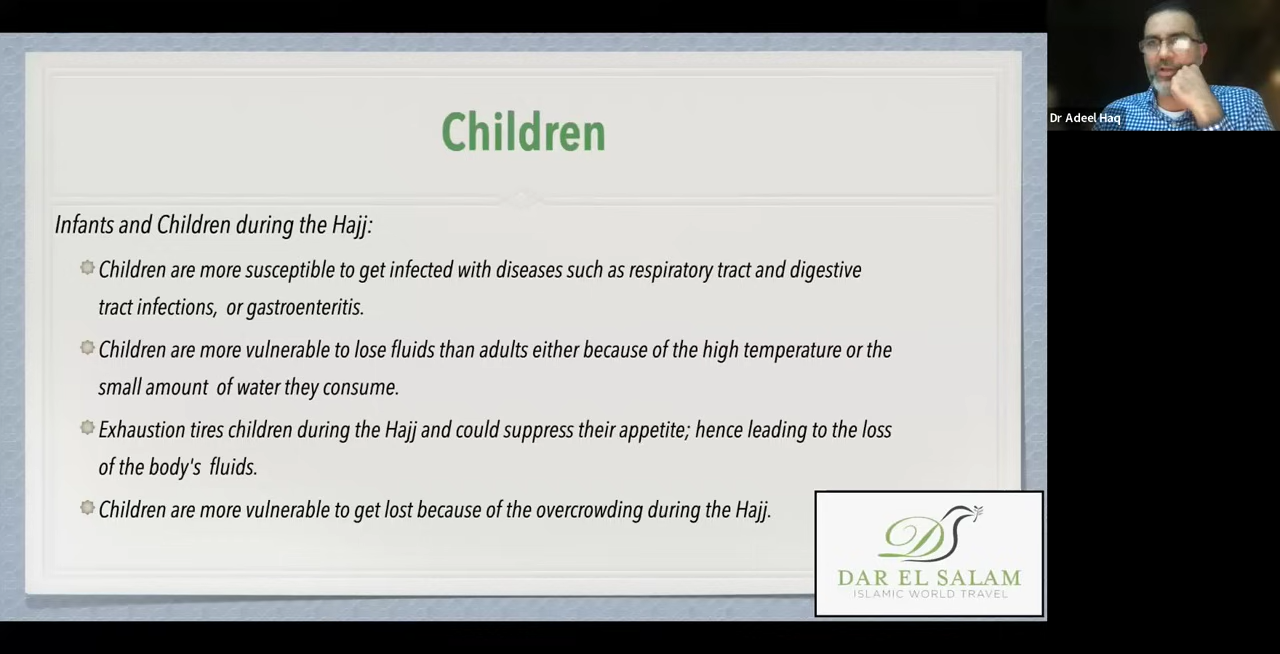 Children
Dr Adeel Haq
Infants and Children during the Hajj:
Children are more susceptible to get infected with diseases such as respiratory tract and digestive
tract infections, or gastroenteritis.
Children are more vulnerable to lose fluids than adults either because of the high temperature or the
small amount of water they consume.
Exhaustion tires children during the Hajj and could suppress their appetite; hence leading to the loss
of the body's fluids.
Children are more vulnerable to get lost because of the overcrowding during the Hajj.
DS
DAR EL SALAM
ISLAMIC WORLD TRAVEL